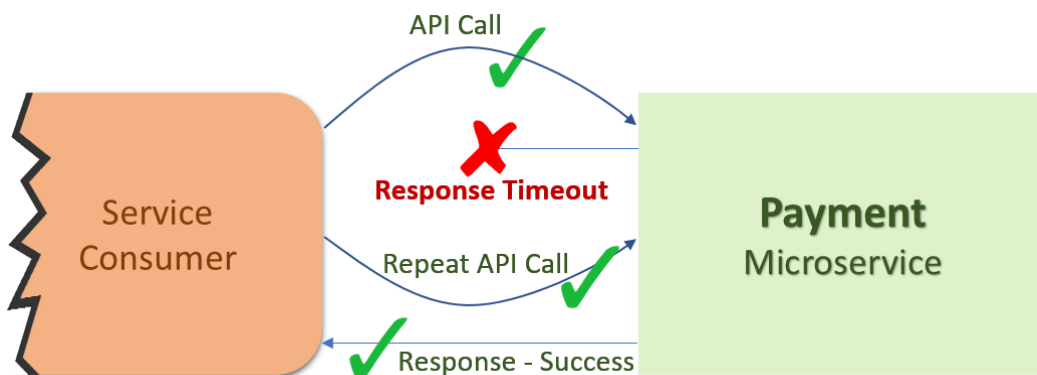 API Call
Response Timeout
Service
Consumer
Payment
Microservice
Repeat API Call
Response - Success